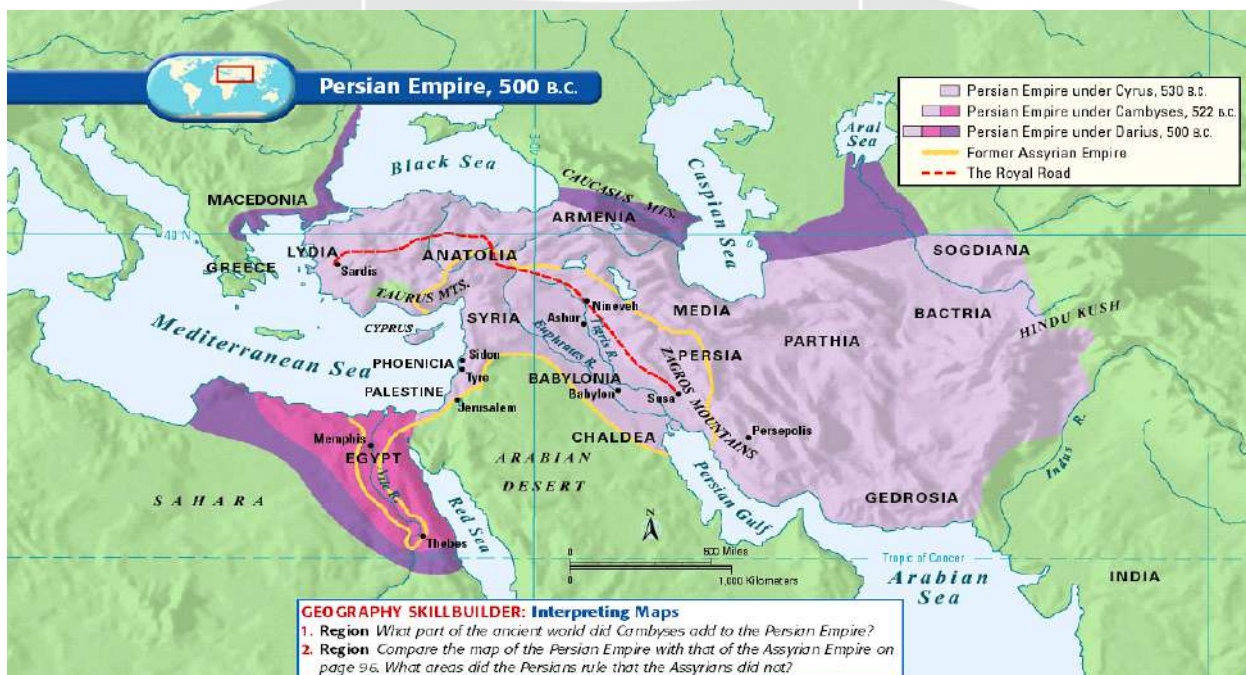 Persian Empire, 500 B.C.
Persian Empire under Cyrus, 530 B.C.
Persian Empire under Cambyses, 522 B.C.
Persian Empire under Darius, 500 B.C.
Former Assyrian Empire
The Royal Road
Aral
Sea
Black Sea
40°E
CAUCASUS MTS.
Caspian Sea
MACEDONIA
ARMENIA
40°N
LYDIA
ANATOLIA
SOGDIANA
GREECE
Sardis
TAURUS MTS.
Nineveh
MEDIA
BACTRIA
HINDU KUSH
SYRIA
Ashur
Tigris R.
CYPRUS
Euphrates R.
PARTHIA
Mediterranean Sea
PERSIA
PHOENICIA
Sidon
Tyre
ZAGROS MOUNTAINS
BABYLONIA
Babylon
Susa
PALESTINE
Jerusalem
Persepolis
Memphis
EGYPT
CHALDEA
Nile R.
ARABIAN
DESERT
Indus R.
SAHARA
Red Sea
Persian Gulf
GEDROSIA
N
Thebes
0 500 Miles
0 1,000 Kilometers
Tropic of Cancer
Arabian
Sea
INDIA
GEOGRAPHY SKILLBUILDER: Interpreting Maps
1. Region What part of the ancient world did Cambyses add to the Persian Empire?
2. Region Compare the map of the Persian Empire with that of the Assyrian Empire on
page 96. What areas did the Persians rule that the Assyrians did not?